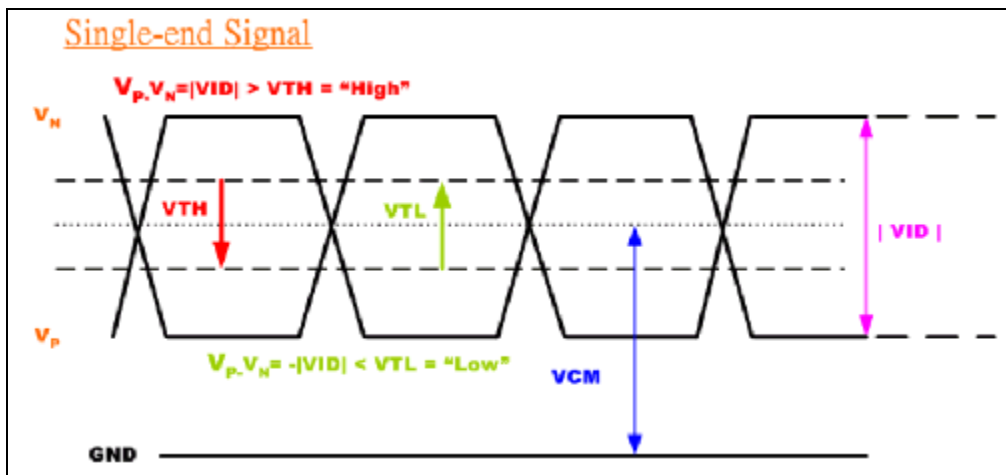 Single-end Signal
VP-VN=|VID| > VTH = “High”
VN
VTH
VTL
| VID |
VP
VP-VN= -|VID| < VTL = “Low”
VCM
GND